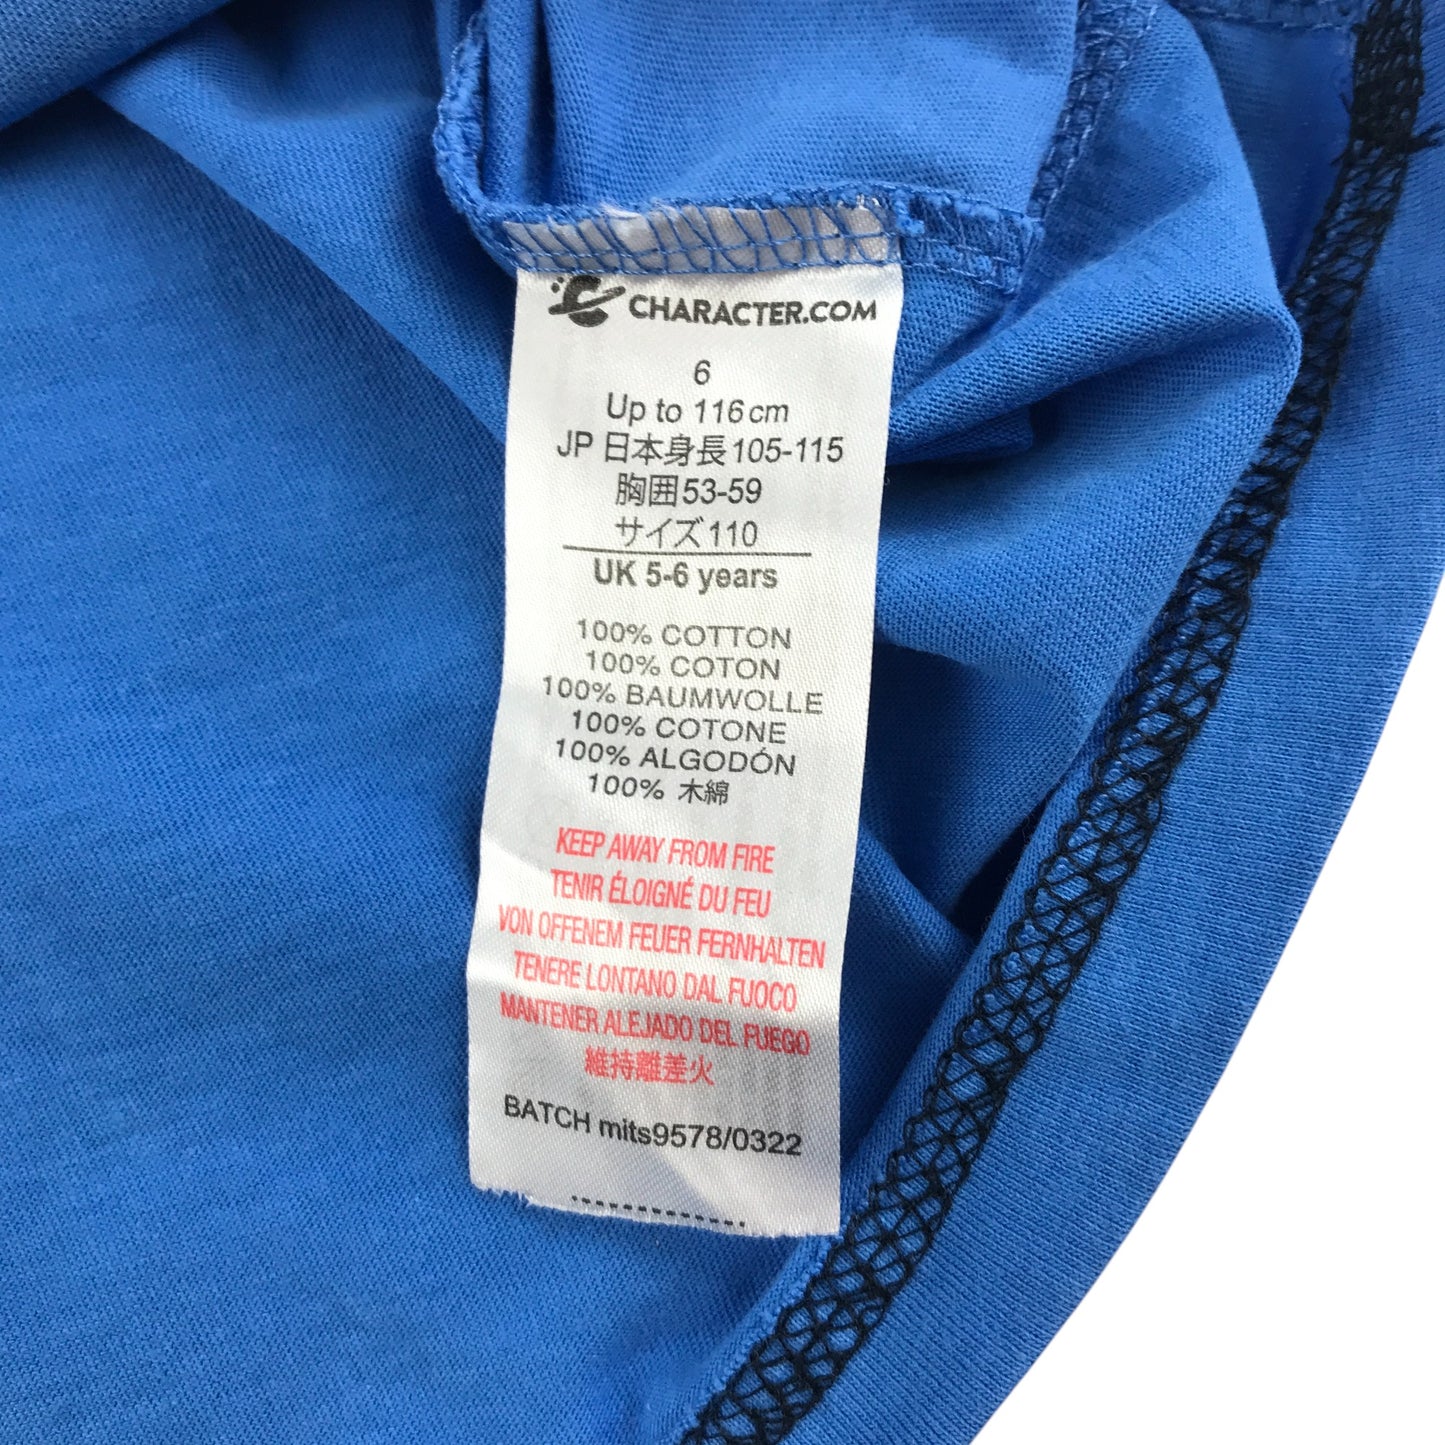 CHARACTER.COM
6
Up to 116cm
JP 日本身長105-115
胸囲53-59
サイズ110
UK 5-6 years
100% COTTON
100% COTON
100% BAUMWOLLE
100% COTONE
100% ALGODÓN
100% 木綿
KEEP AWAY FROM FIRE
TENIR ÉLOIGNÉ DU FEU
VON OFFENEM FEUER FERNHALTEN
TENERE LONTANO DAL FUOCO
MANTENER ALEJADO DEL FUEGO
維持離差火
BATCH mits9578/0322